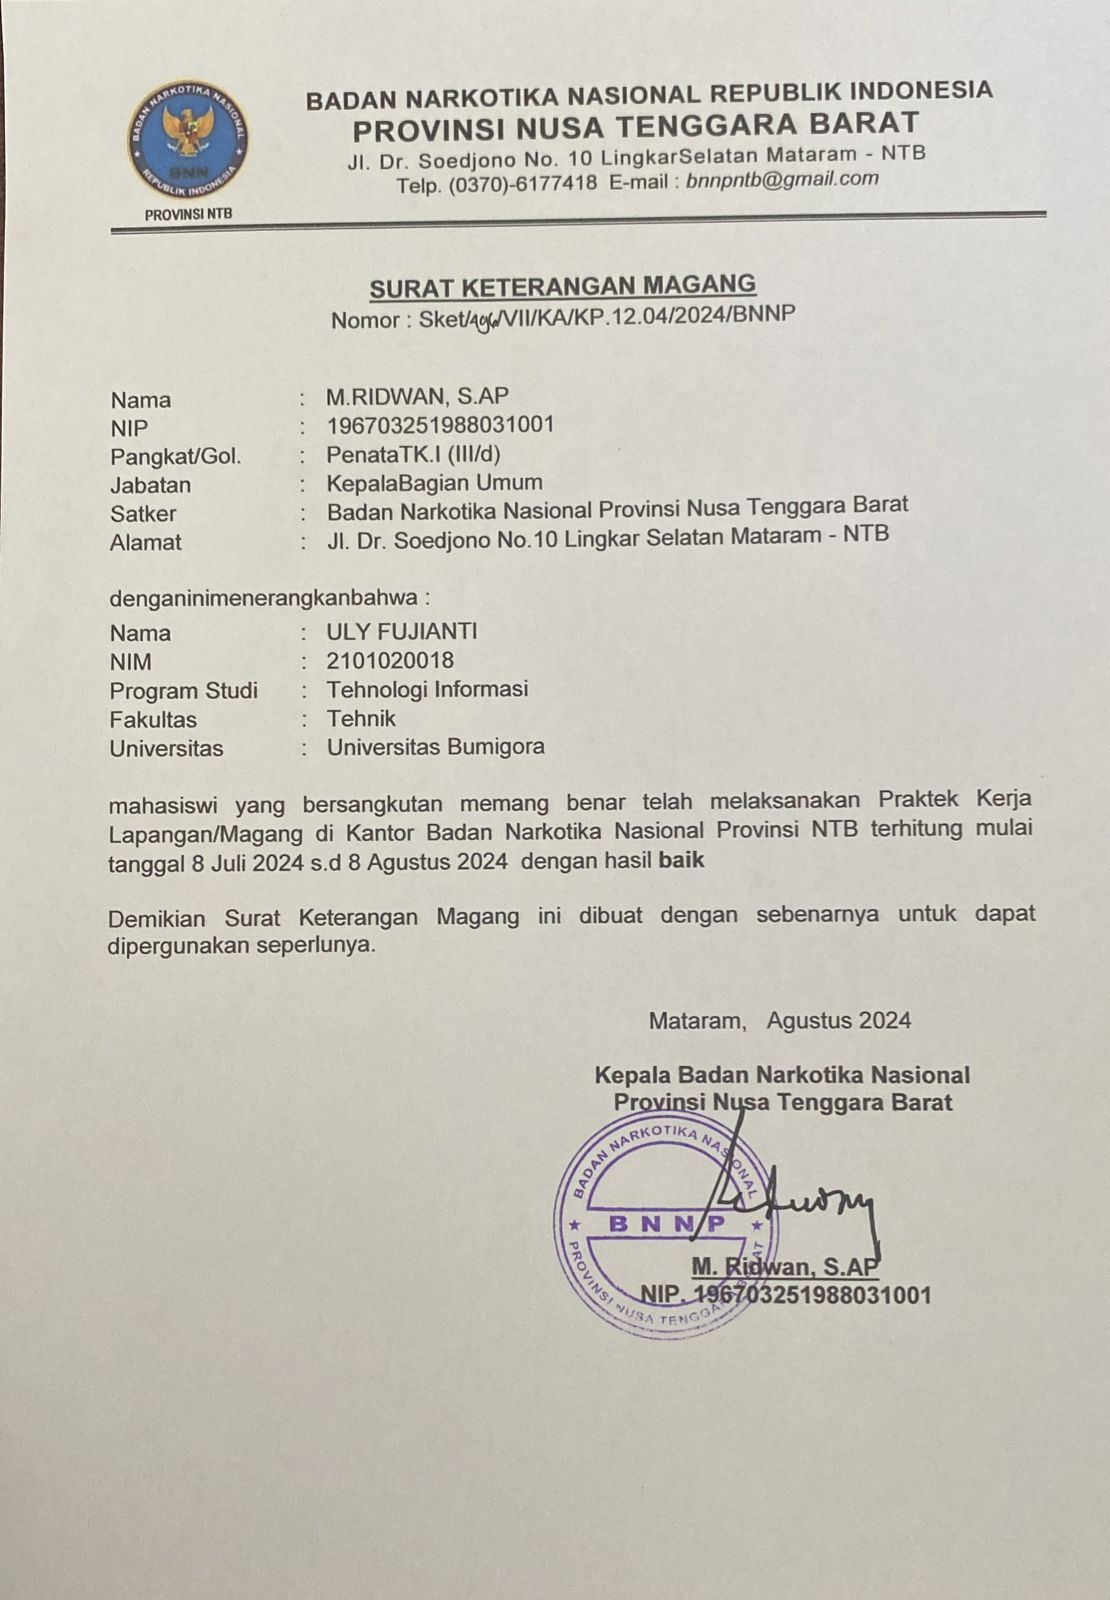 BADAN NARKOTIKA NASIONAL
BNN
REPUBLIK INDONESIA
PROVINSI NTB
BADAN NARKOTIKA NASIONAL REPUBLIK INDONESIA
PROVINSI NUSA TENGGARA BARAT
Jl. Dr. Soedjono No. 10 LingkarSelatan Mataram - NTB
Telp. (0370)-6177418 E-mail : bnnpntb@gmail.com
SURAT KETERANGAN MAGANG
Nomor : Sket/ /VII/KA/KP.12.04/2024/BNNP
Nama : M.RIDWAN, S.AP
NIP : 196703251988031001
Pangkat/Gol. : PenataTK.I (III/d)
Jabatan : KepalaBagian Umum
Satker : Badan Narkotika Nasional Provinsi Nusa Tenggara Barat
Alamat : Jl. Dr. Soedjono No.10 Lingkar Selatan Mataram - NTB
denganinimenerangkanbahwa :
Nama : ULY FUJIANTI
NIM : 2101020018
Program Studi : Tehnologi Informasi
Fakultas : Tehnik
Universitas : Universitas Bumigora
mahasiswi yang bersangkutan memang benar telah melaksanakan Praktek Kerja
Lapangan/Magang di Kantor Badan Narkotika Nasional Provinsi NTB terhitung mulai
tanggal 8 Juli 2024 s.d 8 Agustus 2024 dengan hasil baik
Demikian Surat Keterangan Magang ini dibuat dengan sebenarnya untuk dapat
dipergunakan seperlunya.
Mataram, Agustus 2024
Kepala Badan Narkotika Nasional
Provinsi Nusa Tenggara Barat
BADAN NARKOTIKA NASIONAL
BNNP
PROVINSI NUSA TENGGARA BARAT
M. Ridwan, S.AP
NIP. 196703251988031001